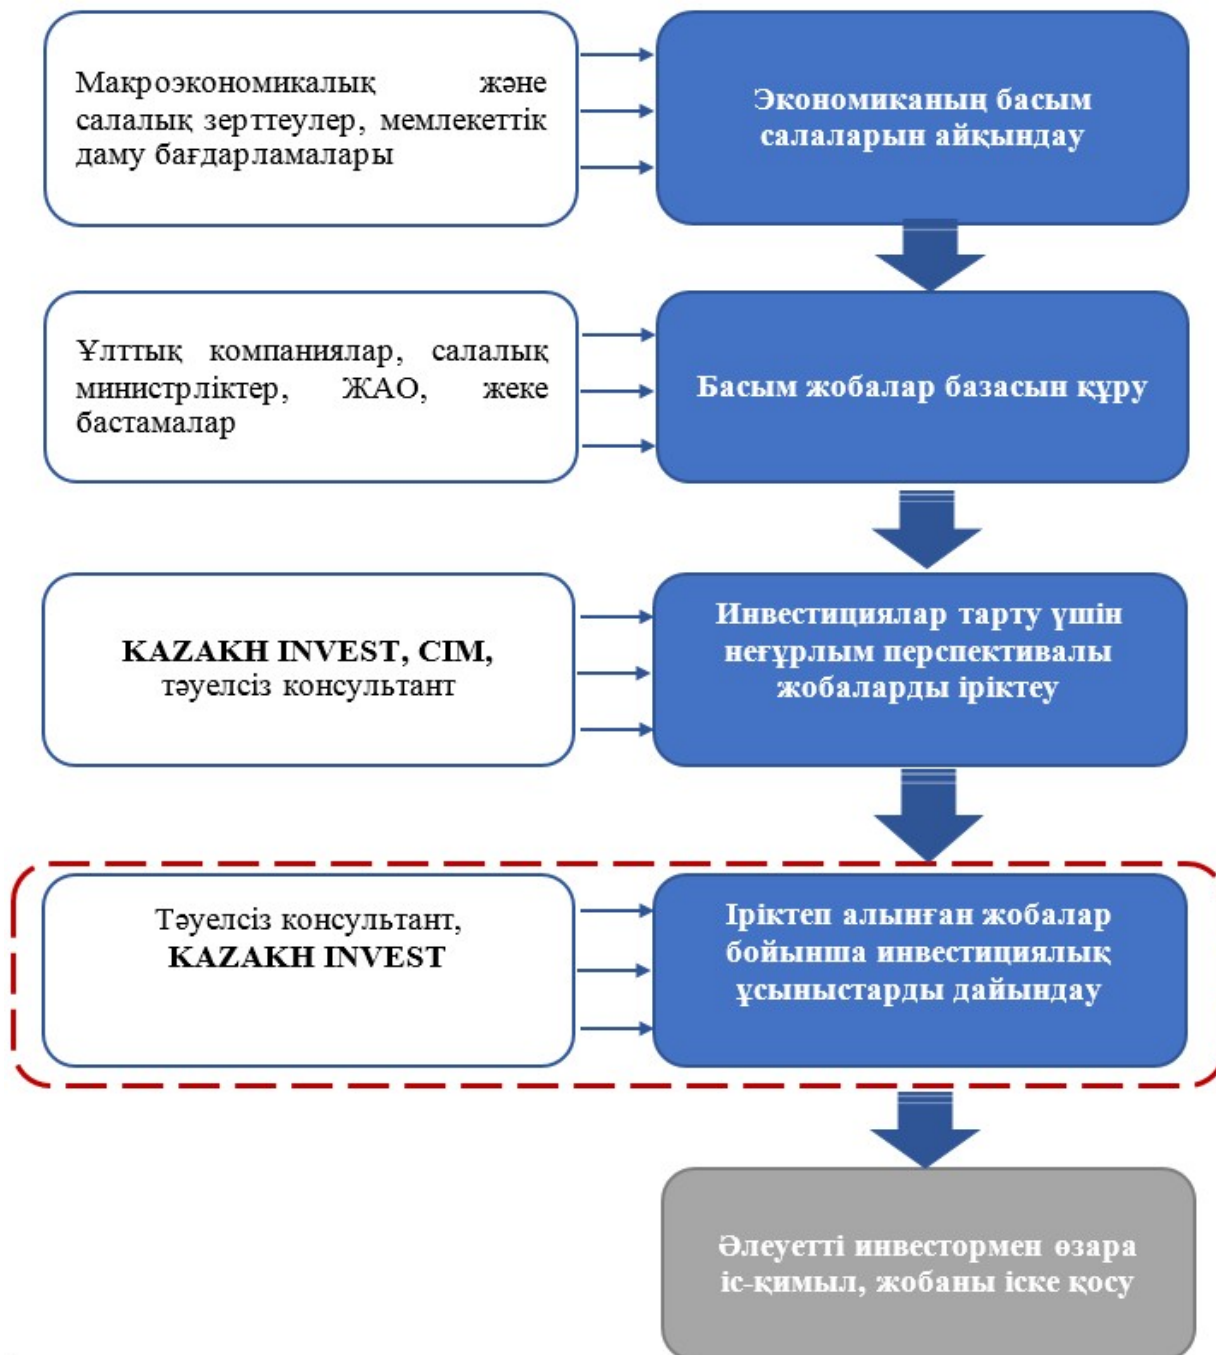 Макроэкономикалық және
салалық зерттеулер, мемлекеттік
даму бағдарламалары
Экономиканың басым
салаларын айқындау
Ұлттық компаниялар, салалық
министрліктер, ЖАО, жеке
бастамалар
Басым жобалар базасын құру
KAZAKH INVEST, CIM,
тәуелсіз консультант
Инвестициялар тарту үшін
неғұрлым перспективалы
жобаларды іріктеу
Тәуелсіз консультант,
KAZAKH INVEST
Іріктеп алынған жобалар
бойынша инвестициялық
ұсыныстарды дайындау
Әлеуетті инвестормен өзара
іс-қимыл, жобаны іске қосу